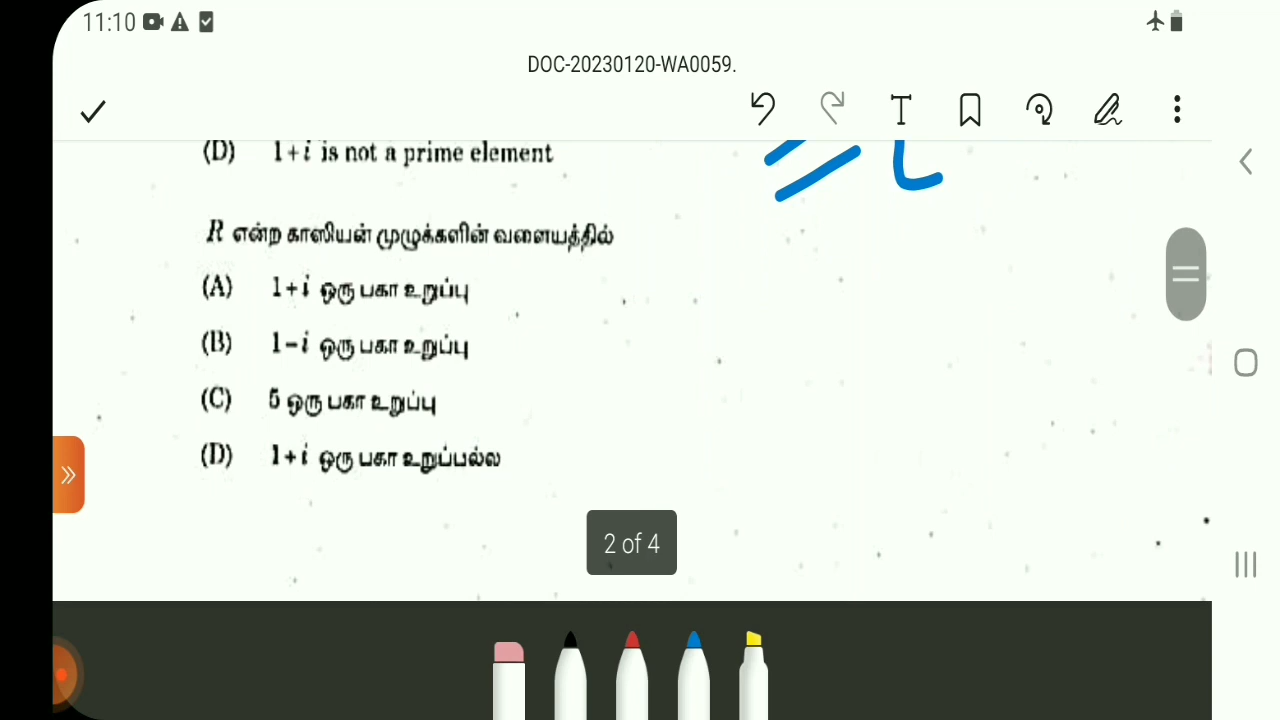 11:10
DOC-20230120-WA0059.
T
(D) 1+i is not a prime element
R என்ற காஸியன் முழுக்களின் வளையத்தில்
(A) 1+i ஒரு பகா உறுப்பு
(B) 1-i ஒரு பகா உறுப்பு
(C) 5 ஒரு பகா உறுப்பு
(D) 1+i ஒரு பகா உறுப்பல்ல
2 of 4